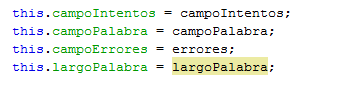 this.campoIntentos = campoIntentos;
this.campoPalabra = campoPalabra;
this.campoErrores = errores;
this.largoPalabra = largoPalabra;